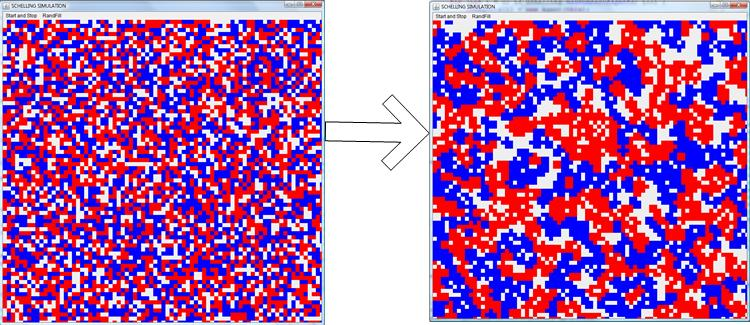 SCHELLING SIMULATION
Start and Stop RandFill
SCHELLING SIMULATION
Start and Stop RandFill